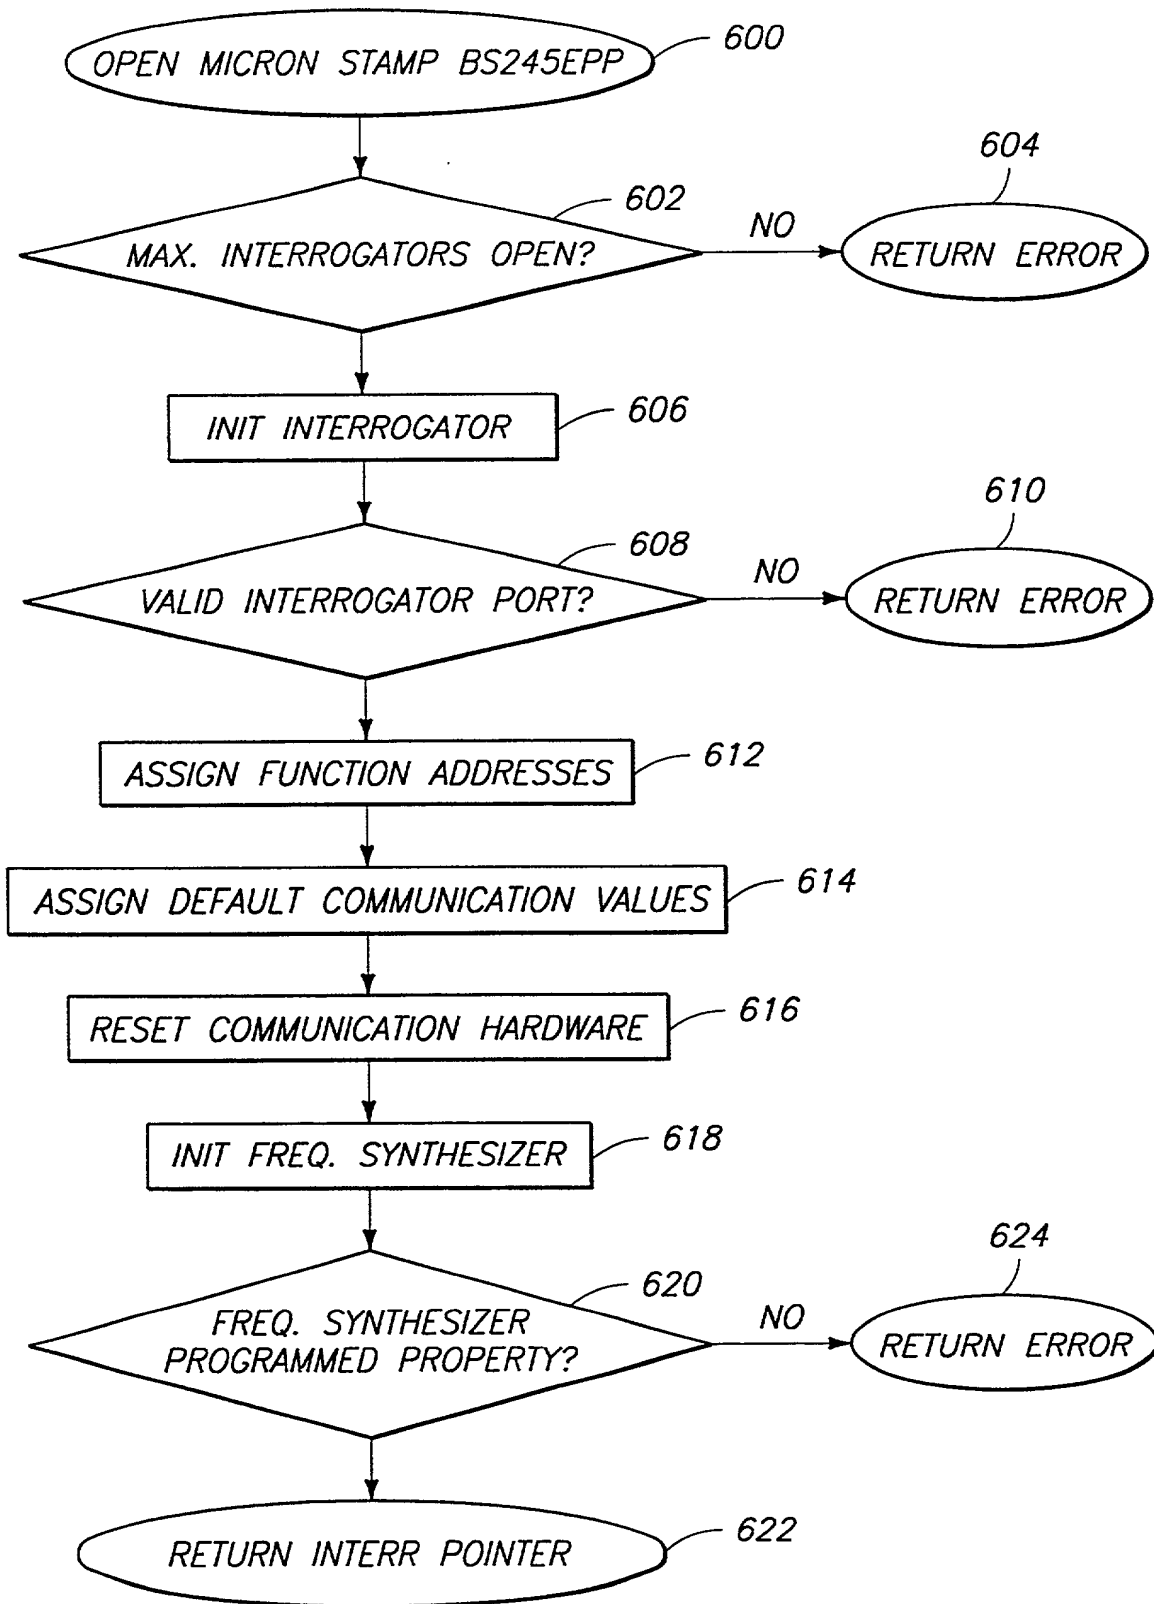 OPEN MICRON STAMP BS245EPP
600
602
604
MAX. INTERROGATORS OPEN?
NO
RETURN ERROR
INIT INTERROGATOR
606
608
610
VALID INTERROGATOR PORT?
NO
RETURN ERROR
ASSIGN FUNCTION ADDRESSES
612
ASSIGN DEFAULT COMMUNICATION VALUES
614
RESET COMMUNICATION HARDWARE
616
INIT FREQ. SYNTHESIZER
618
620
624
FREQ. SYNTHESIZER
PROGRAMMED PROPERTY?
NO
RETURN ERROR
RETURN INTERR POINTER
622